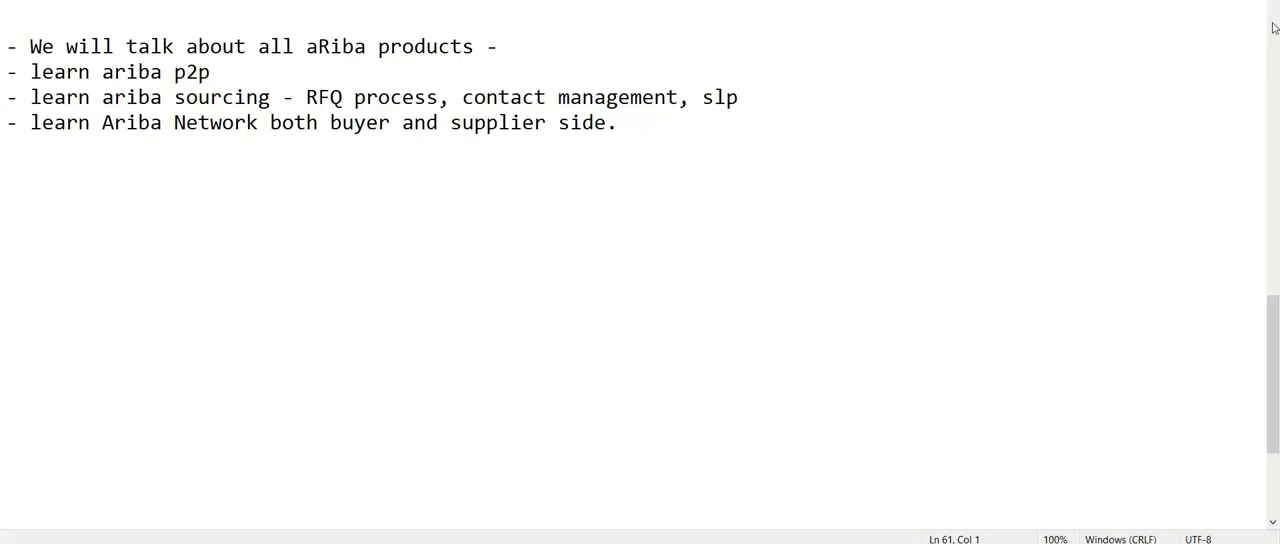 - We will talk about all aRiba products -
- learn ariba p2p
- learn ariba sourcing - RFQ process, contact management, slp
- learn Ariba Network both buyer and supplier side.
Ln 61, Col 1 100% Windows (CRLF) UTF-8